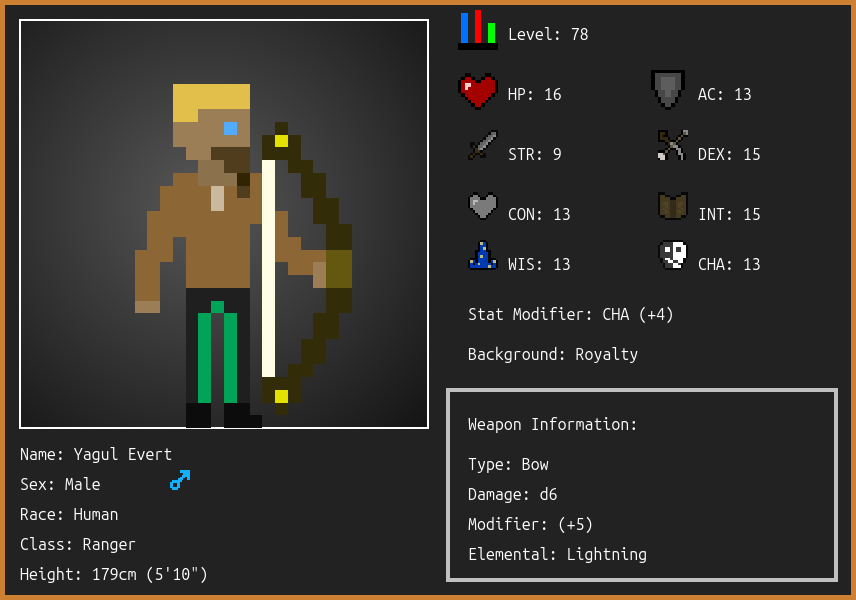 Level: 78
HP: 16
AC: 13
STR: 9
DEX: 15
CON: 13
INT: 15
WIS: 13
CHA: 13
Stat Modifier: CHA (+4)
Background: Royalty
Weapon Information:
Type: Bow
Damage: d6
Modifier: (+5)
Elemental: Lightning
Name: Yagul Evert
Sex: Male
Race: Human
Class: Ranger
Height: 179cm (5'10")